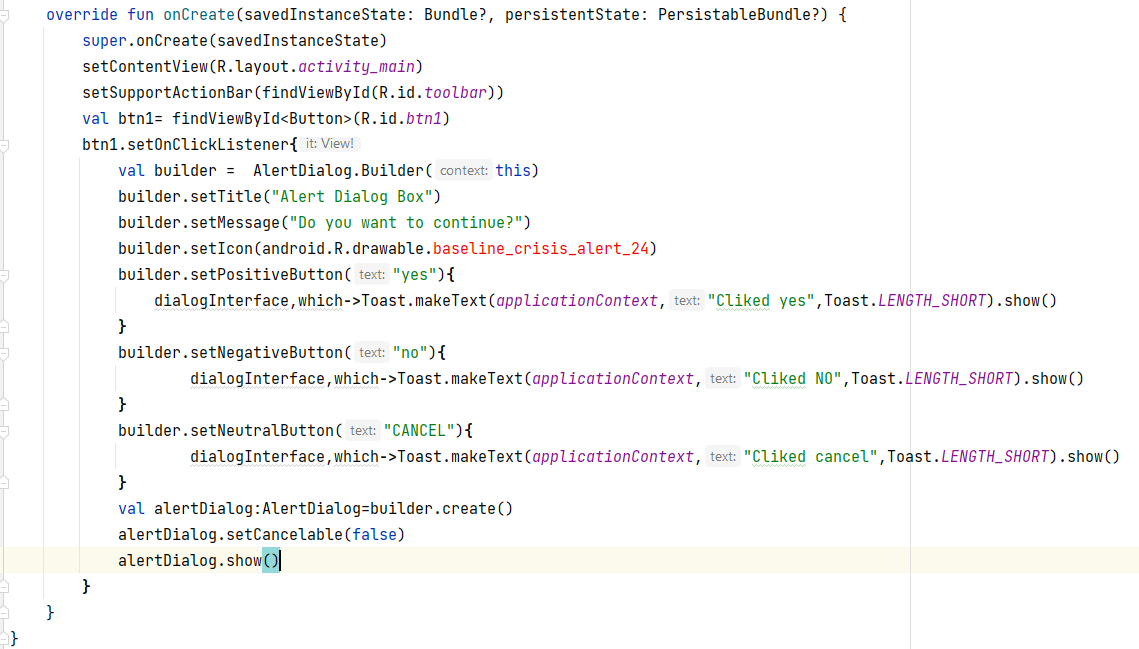 override fun onCreate(savedInstanceState: Bundle?, persistentState: PersistableBundle?) {
super.onCreate(savedInstanceState)
setContentView(R.layout.activity_main)
setSupportActionBar(findViewById(R.id.toolbar))
val btn1= findViewById<Button>(R.id.btn1)
btn1.setOnClickListener{ it: View!
val builder =  AlertDialog.Builder( context: this)
builder.setTitle("Alert Dialog Box")
builder.setMessage("Do you want to continue?")
builder.setIcon(android.R.drawable.baseline_crisis_alert_24)
builder.setPositiveButton( text: "yes"){
dialogInterface,which->Toast.makeText(applicationContext, text: "Cliked yes",Toast.LENGTH_SHORT).show()
}
builder.setNegativeButton( text: "no"){
dialogInterface,which->Toast.makeText(applicationContext, text: "Cliked NO",Toast.LENGTH_SHORT).show()
}
builder.setNeutralButton( text: "CANCEL"){
dialogInterface,which->Toast.makeText(applicationContext, text: "Cliked cancel",Toast.LENGTH_SHORT).show()
}
val alertDialog:AlertDialog=builder.create()
alertDialog.setCancelable(false)
alertDialog.show()
}
}
}